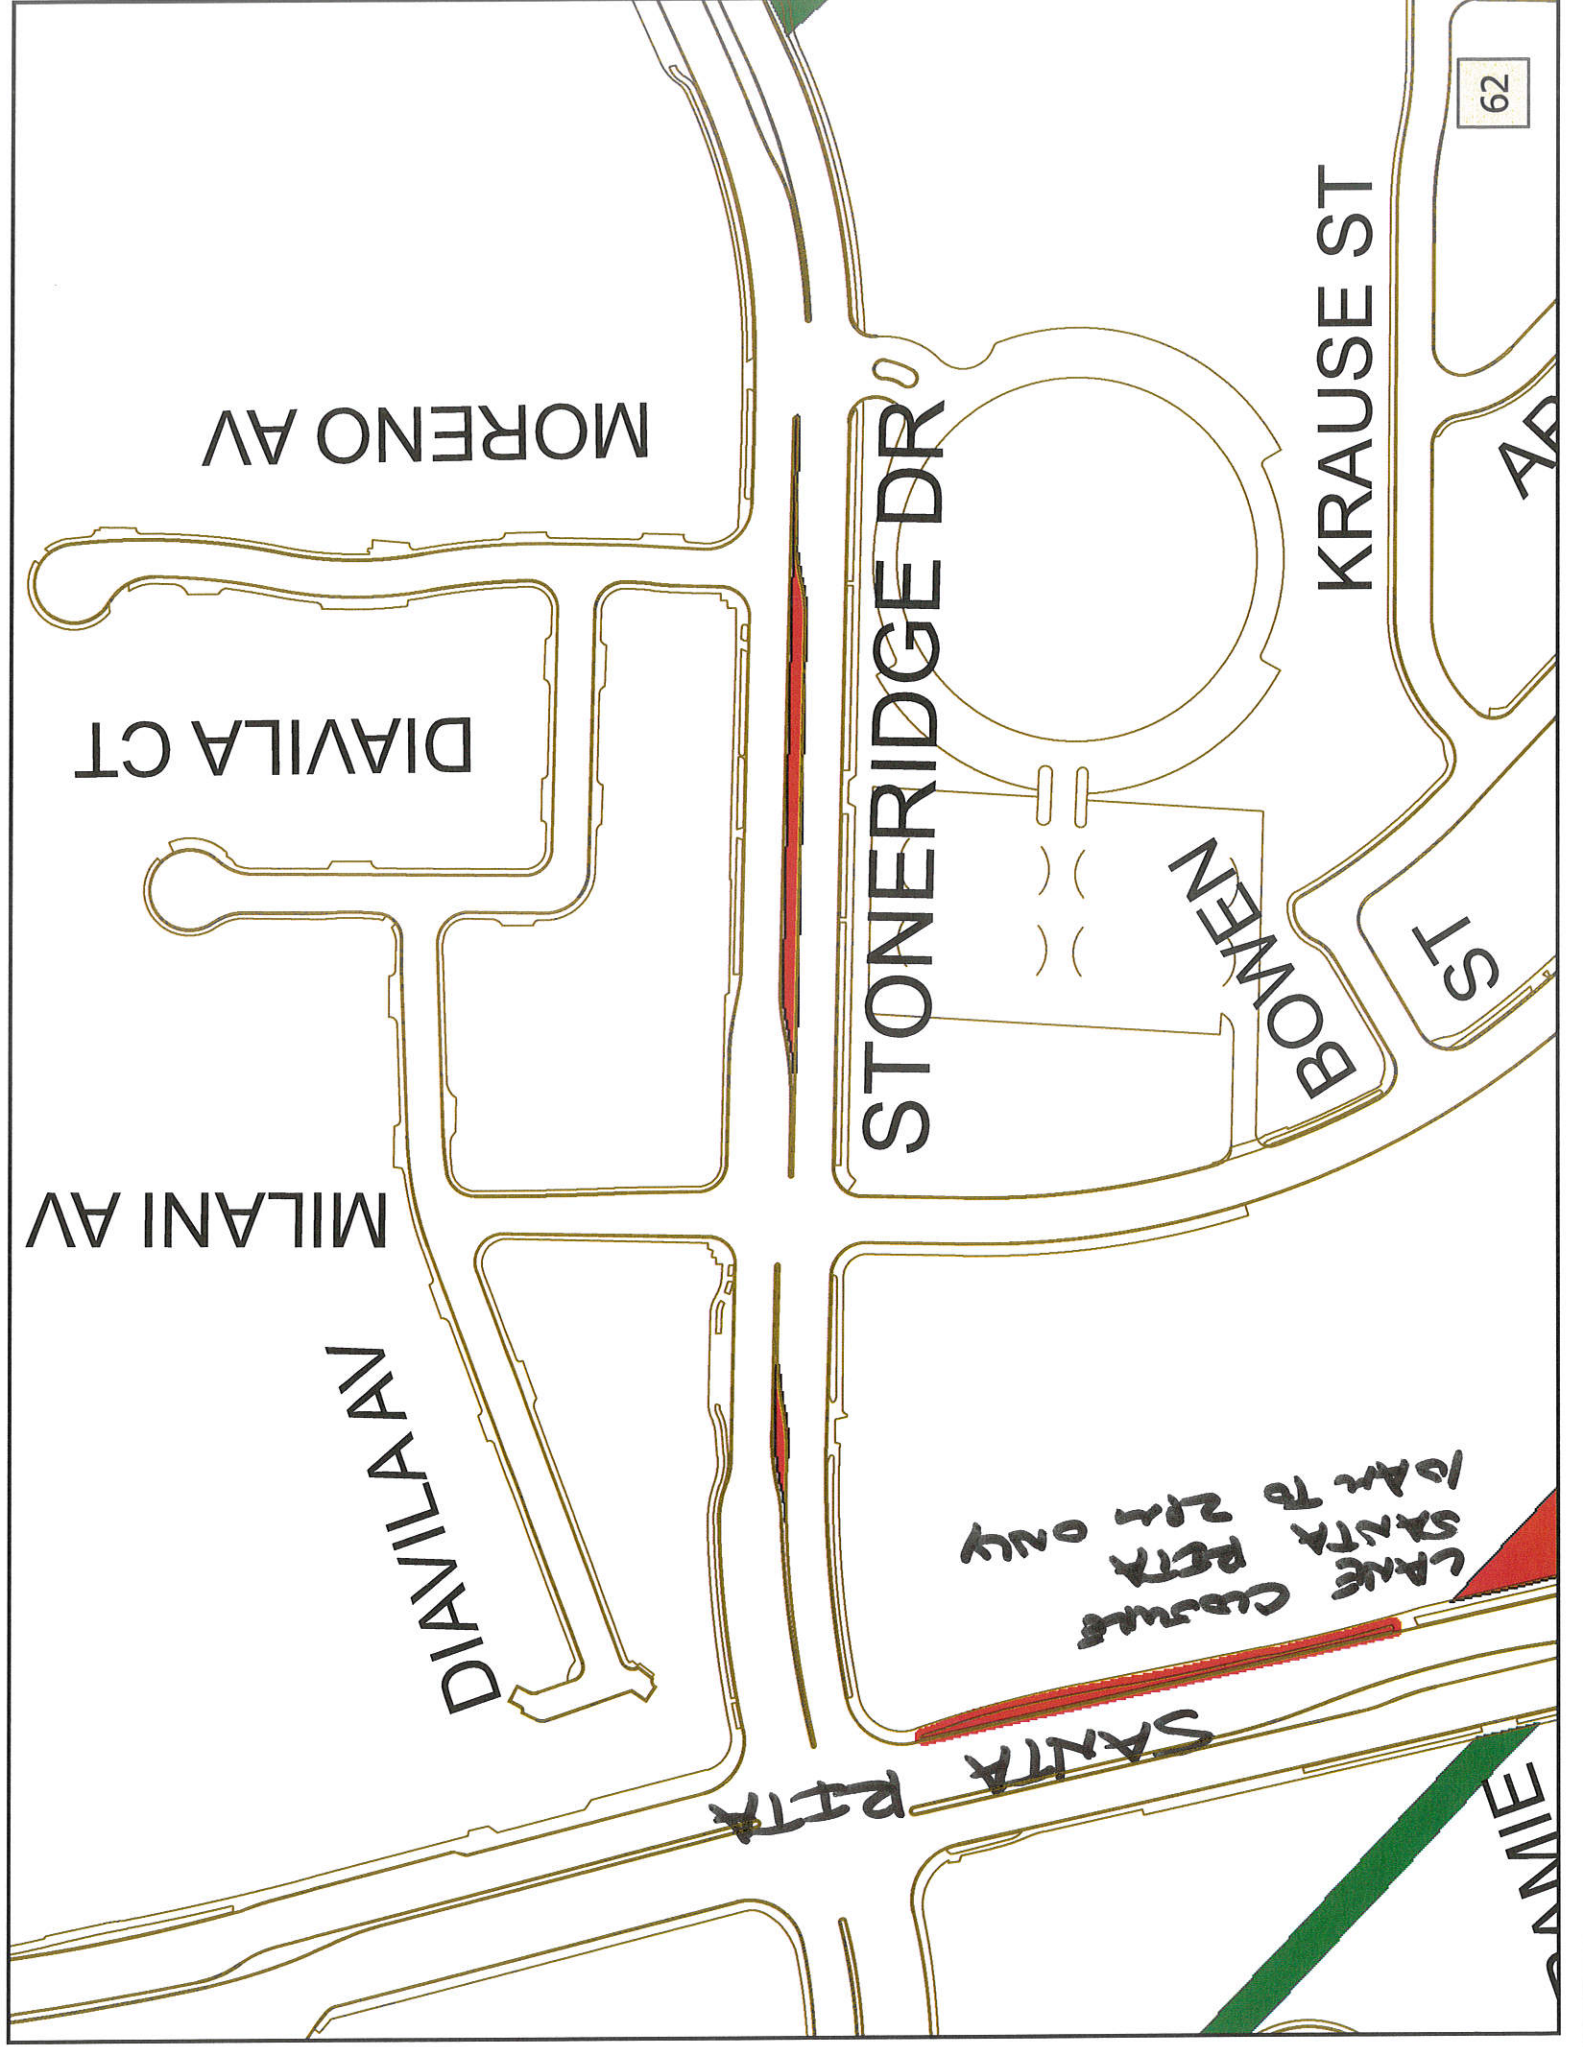 62
MORENO AV
KRAUSE ST
DIAVILA CT
STONERIDGE DR
BOWEN ST
MILANI AV
DIAVILA AV
LANE CLOSURE
SANTA RITA
10AM TO 2PM ONLY
SANTA RITA